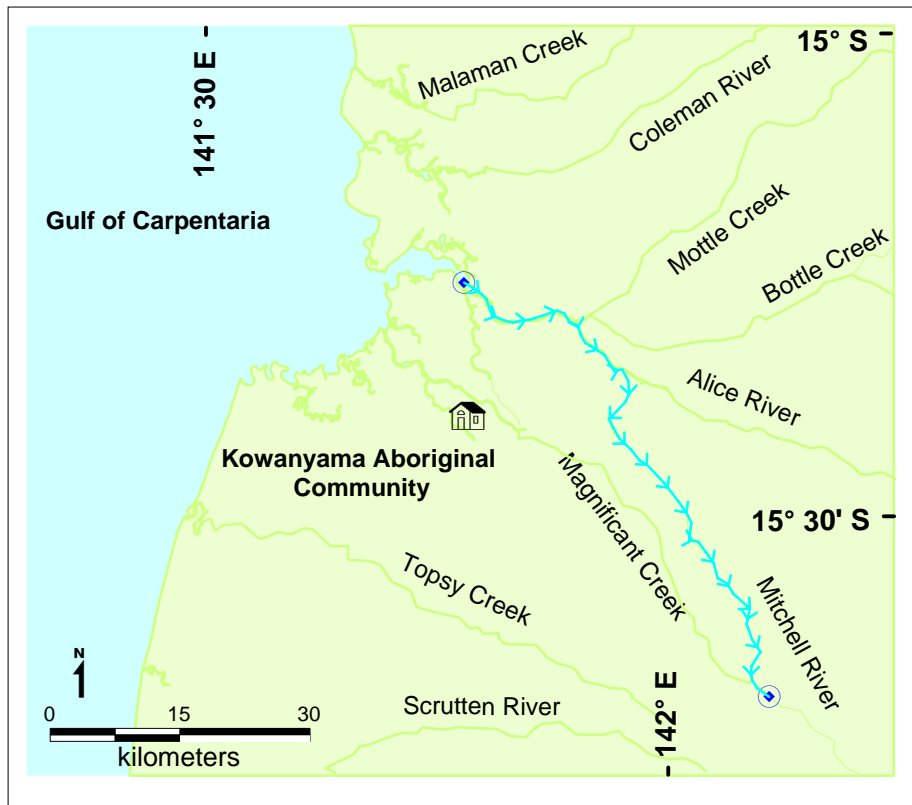 15° S
141° 30 E
Malaman Creek
Coleman River
Gulf of Carpentaria
Mottle Creek
Bottle Creek
Alice River
Kowanyama Aboriginal
Community
Magnificant Creek
15° 30' S
Topsy Creek
Mitchell River
N
142° E
Scrutten River
0 15 30
kilometers